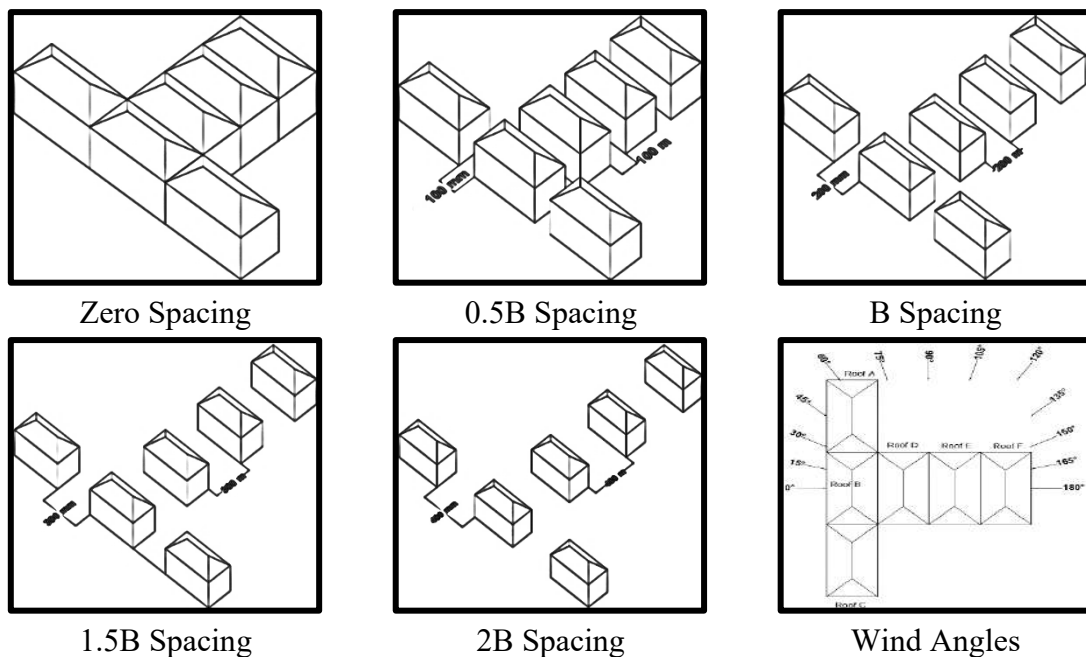 100 mm
100 m
200 mm
200 m
Zero Spacing
0.5B Spacing
B Spacing
300 mm
400 mm
60°
75°
90°
105°
120°
45°
135°
30°
150°
15°
165°
0°
180°
Roof A
Roof D
Roof E
Roof F
Roof B
Roof C
1.5B Spacing
2B Spacing
Wind Angles